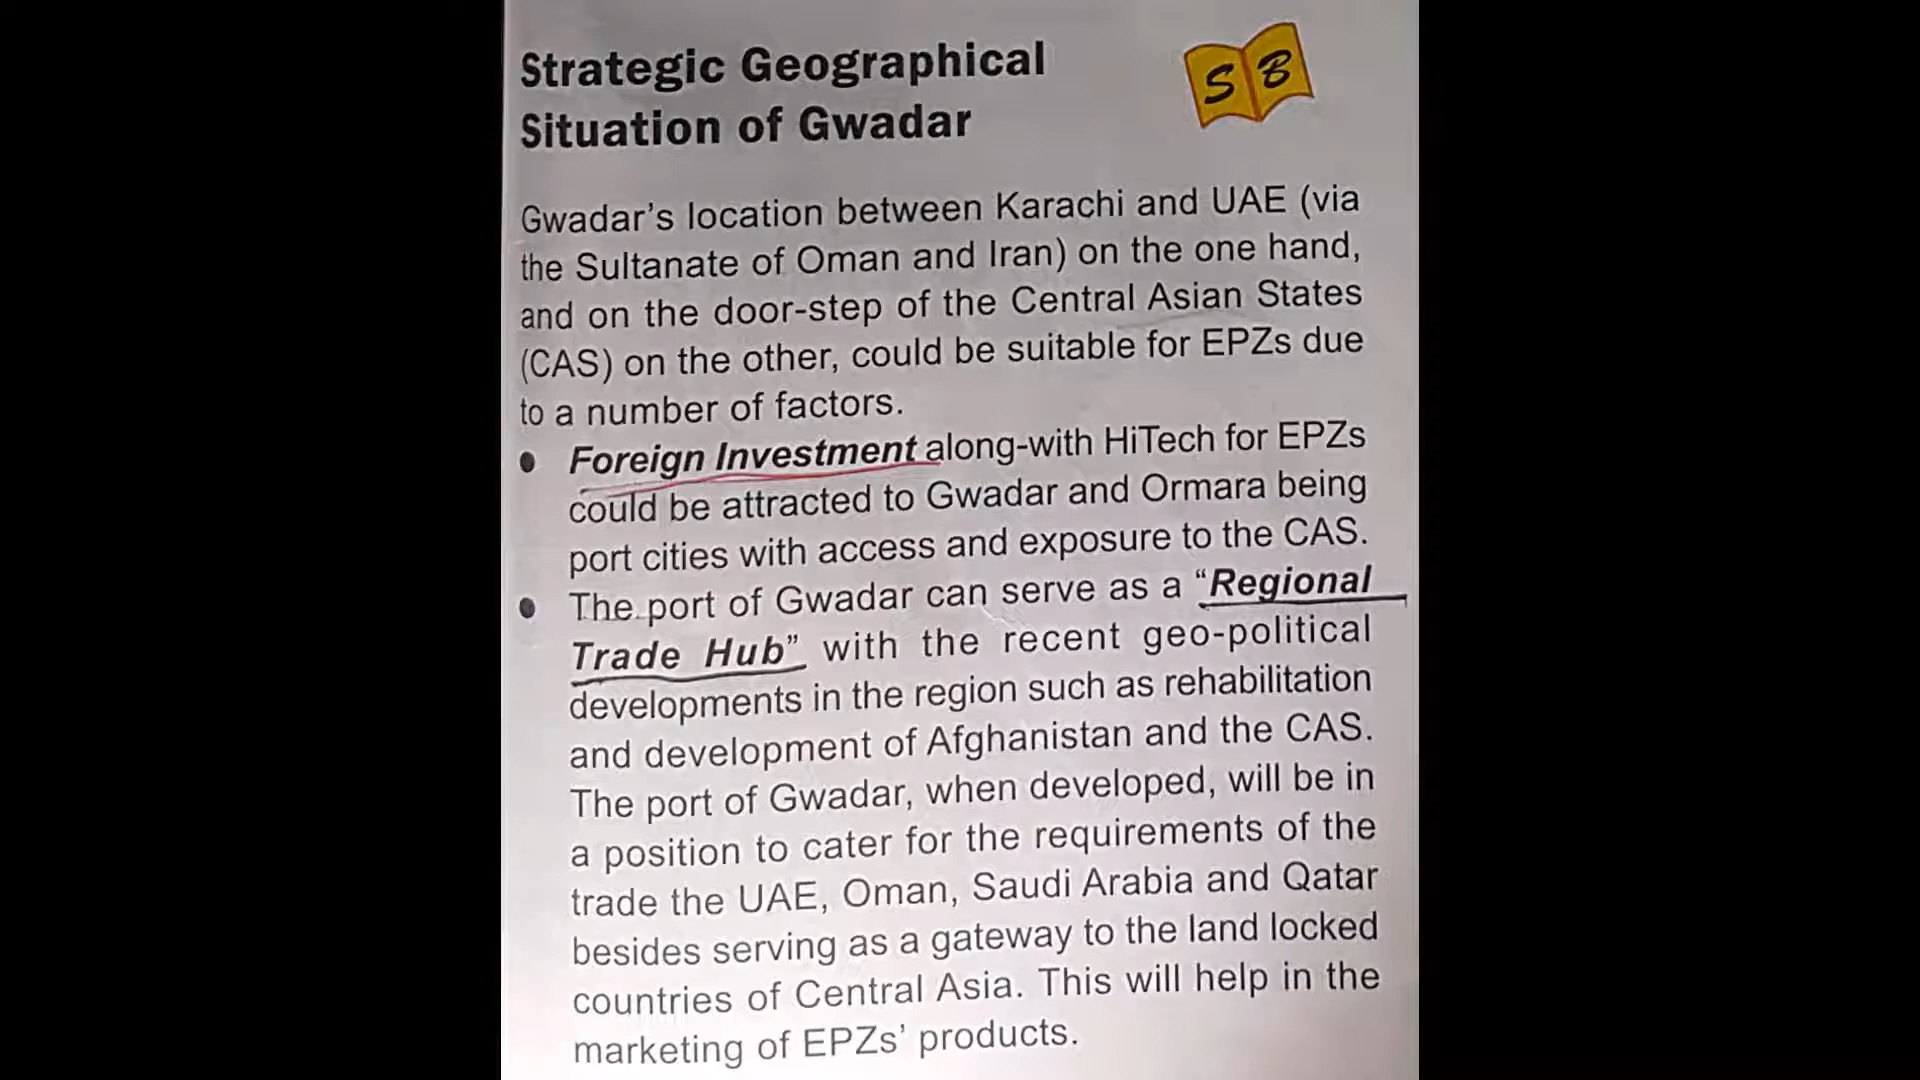 Strategic Geographical
Situation of Gwadar
S B
Gwadar's location between Karachi and UAE (via
the Sultanate of Oman and Iran) on the one hand,
and on the door-step of the Central Asian States
(CAS) on the other, could be suitable for EPZs due
to a number of factors.
● Foreign Investment along-with HiTech for EPZs
could be attracted to Gwadar and Ormara being
port cities with access and exposure to the CAS.
● The port of Gwadar can serve as a “Regional
Trade Hub” with the recent geo-political
developments in the region such as rehabilitation
and development of Afghanistan and the CAS.
The port of Gwadar, when developed, will be in
a position to cater for the requirements of the
trade the UAE, Oman, Saudi Arabia and Qatar
besides serving as a gateway to the land locked
countries of Central Asia. This will help in the
marketing of EPZs’ products.